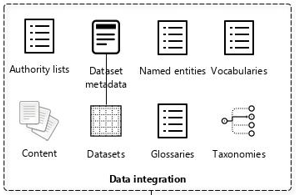 Authority lists
Dataset
metadata
Named entities
Vocabularies
Content
Datasets
Glossaries
Taxonomies
Data integration